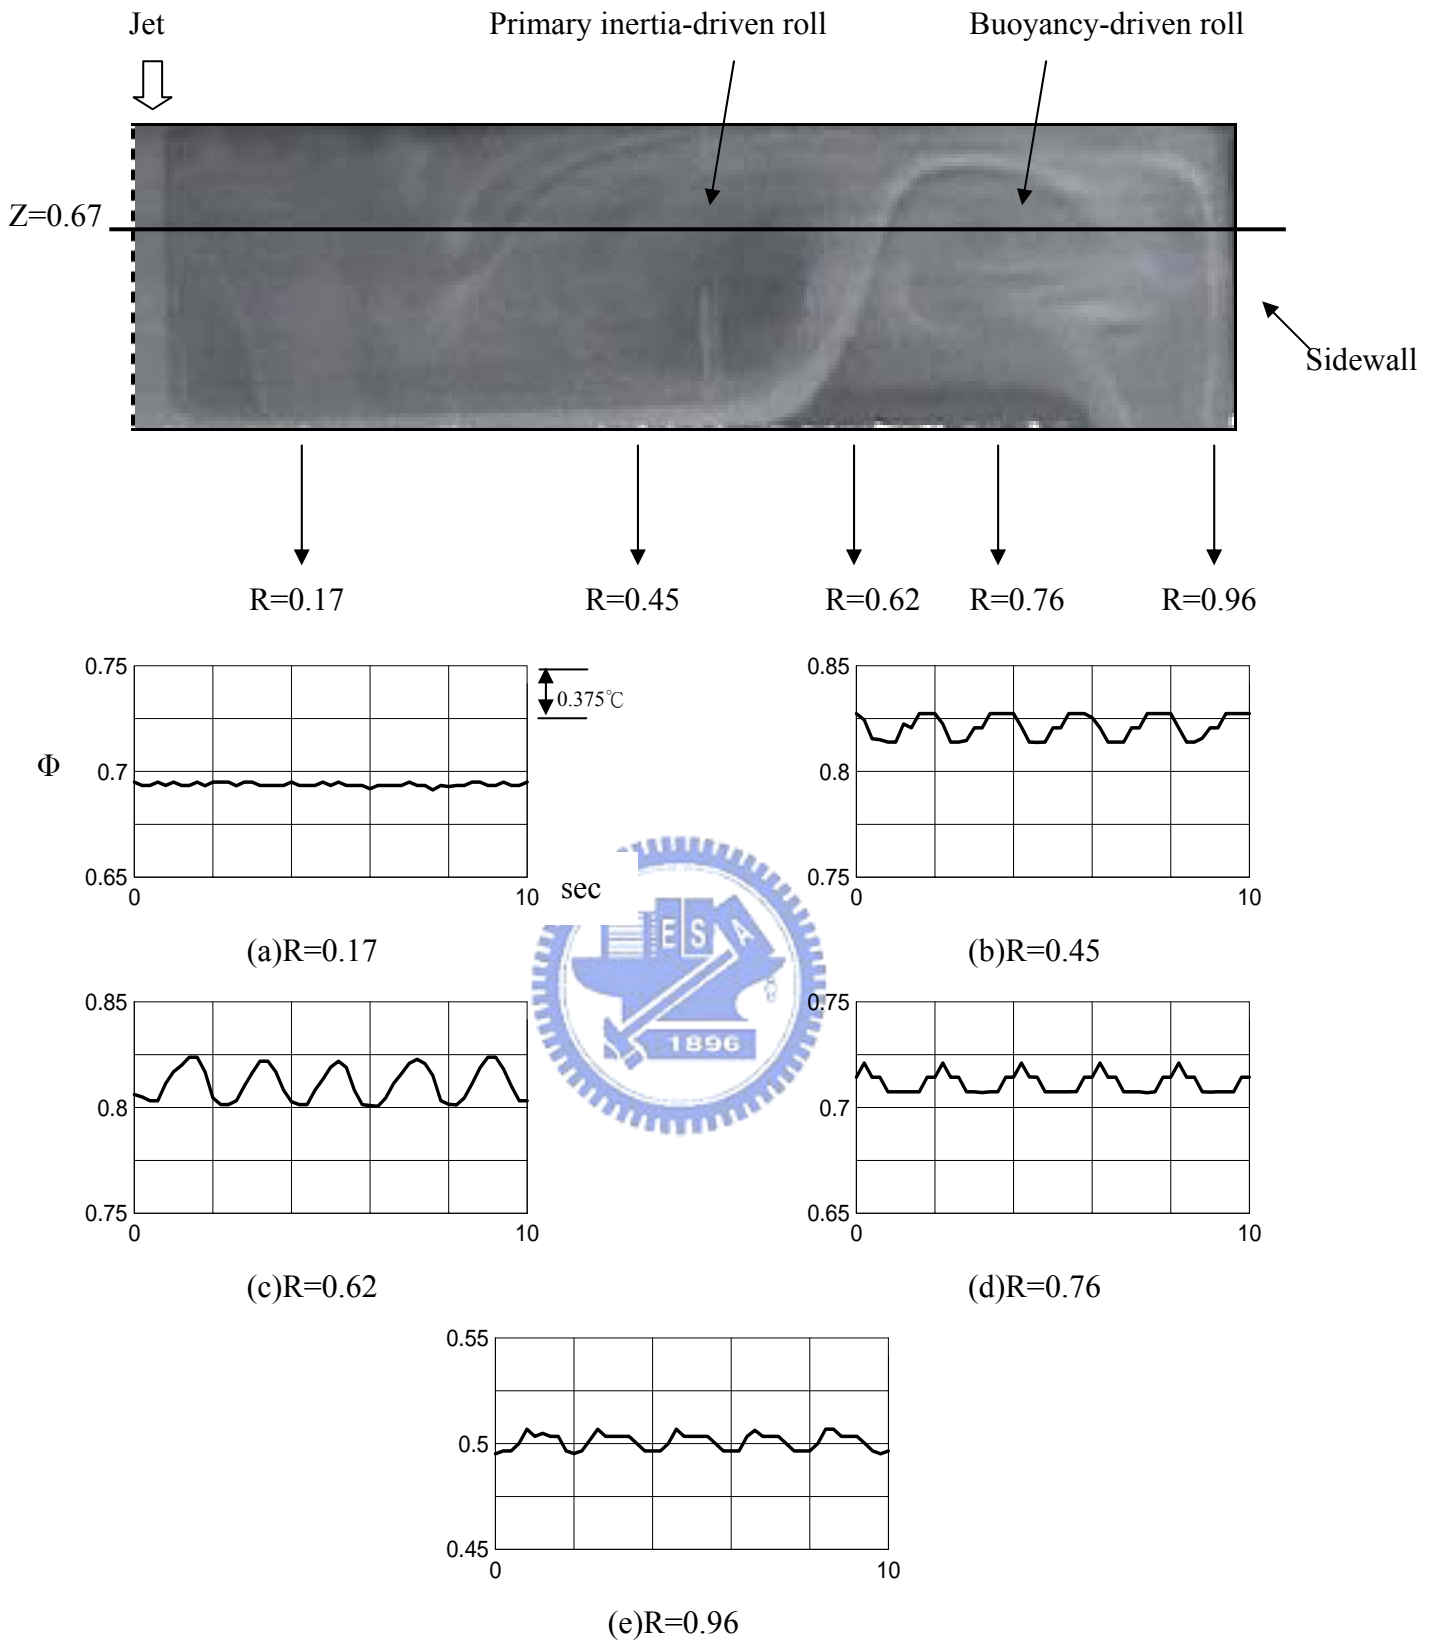 Jet
Primary inertia-driven roll
Buoyancy-driven roll
Z=0.67
Sidewall
R=0.17
R=0.45
R=0.62
R=0.76
R=0.96
0.75
0.7
0.65
Φ
0.375℃
0
10
sec
(a)R=0.17
0.85
0.8
0.75
0
10
(b)R=0.45
ESA
1896
0.85
0.8
0.75
0
10
(c)R=0.62
0.75
0.7
0.65
0
10
(d)R=0.76
0.55
0.5
0.45
0
10
(e)R=0.96